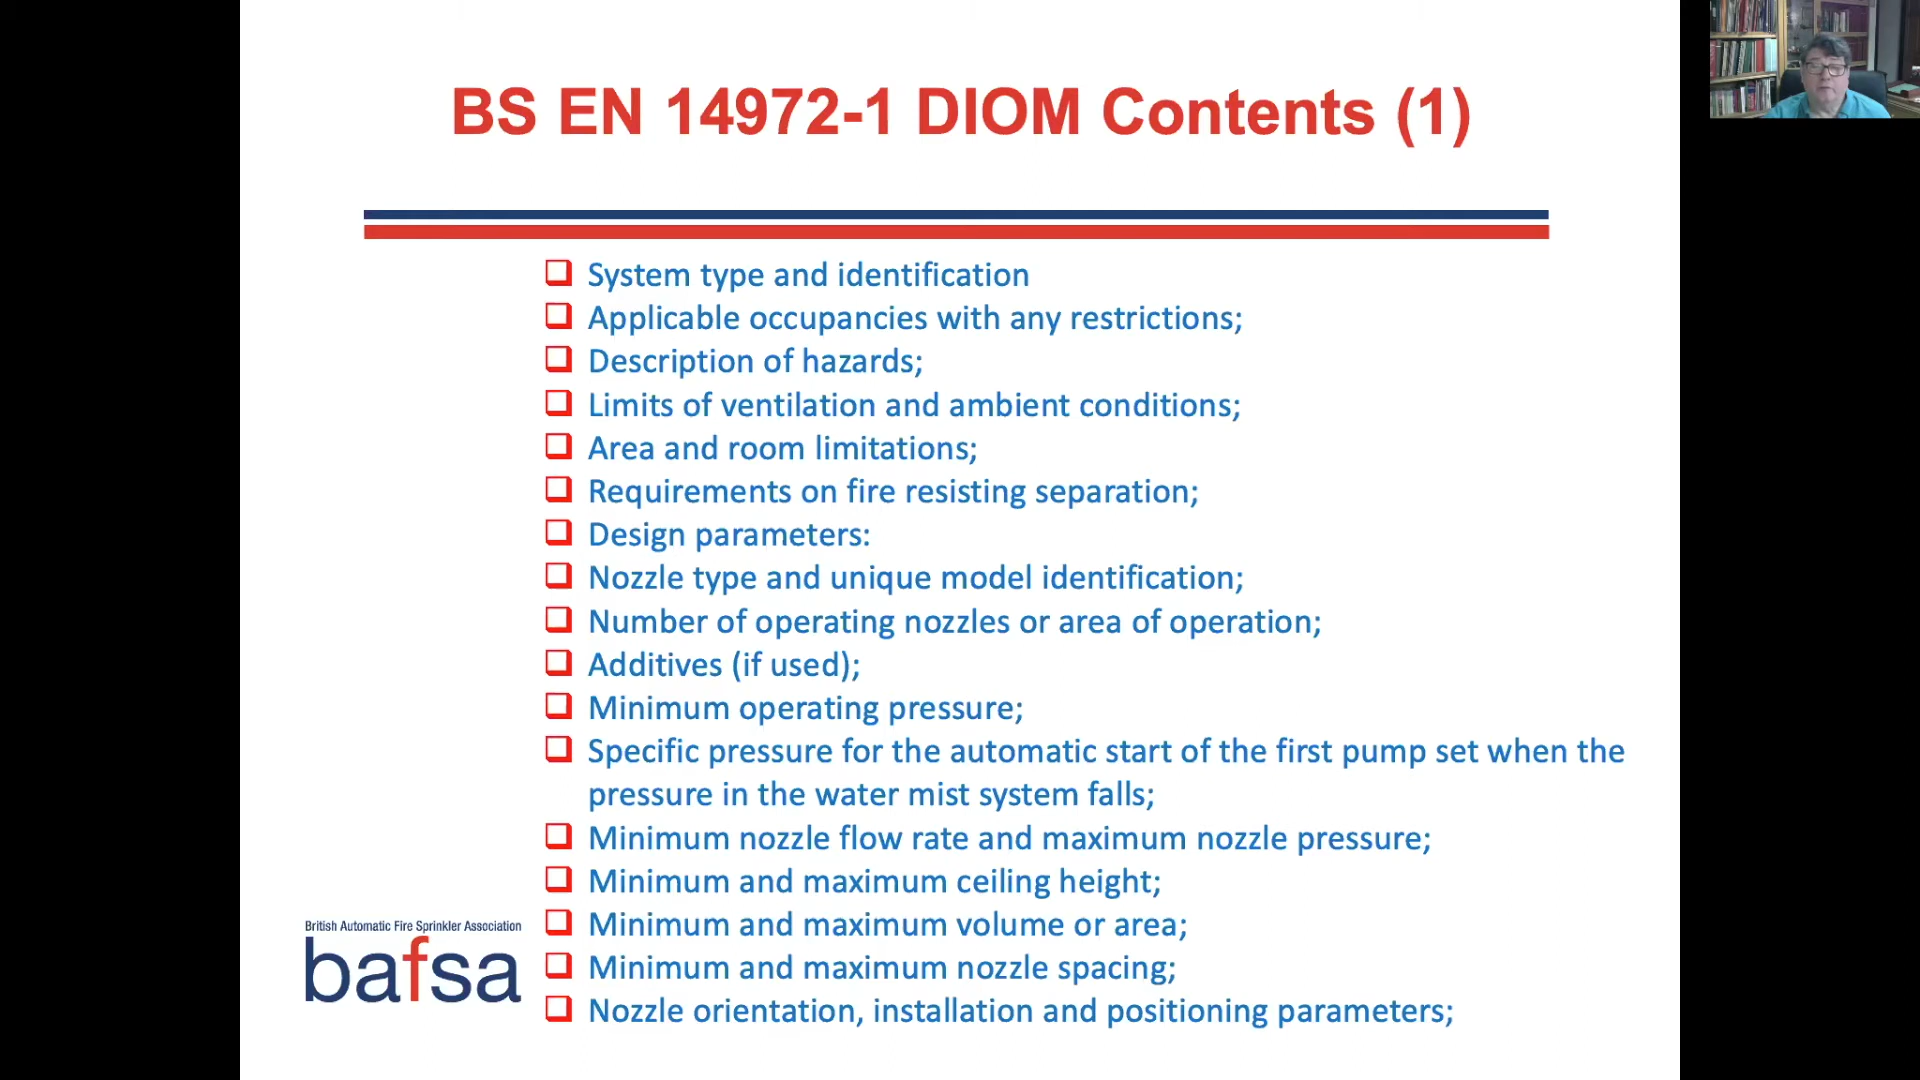 BS EN 14972-1 DIOM Contents (1)
System type and identification
Applicable occupancies with any restrictions;
Description of hazards;
Limits of ventilation and ambient conditions;
Area and room limitations;
Requirements on fire resisting separation;
Design parameters:
Nozzle type and unique model identification;
Number of operating nozzles or area of operation;
Additives (if used);
Minimum operating pressure;
Specific pressure for the automatic start of the first pump set when the
pressure in the water mist system falls;
Minimum nozzle flow rate and maximum nozzle pressure;
Minimum and maximum ceiling height;
Minimum and maximum volume or area;
Minimum and maximum nozzle spacing;
Nozzle orientation, installation and positioning parameters;
British Automatic Fire Sprinkler Association
bafsa